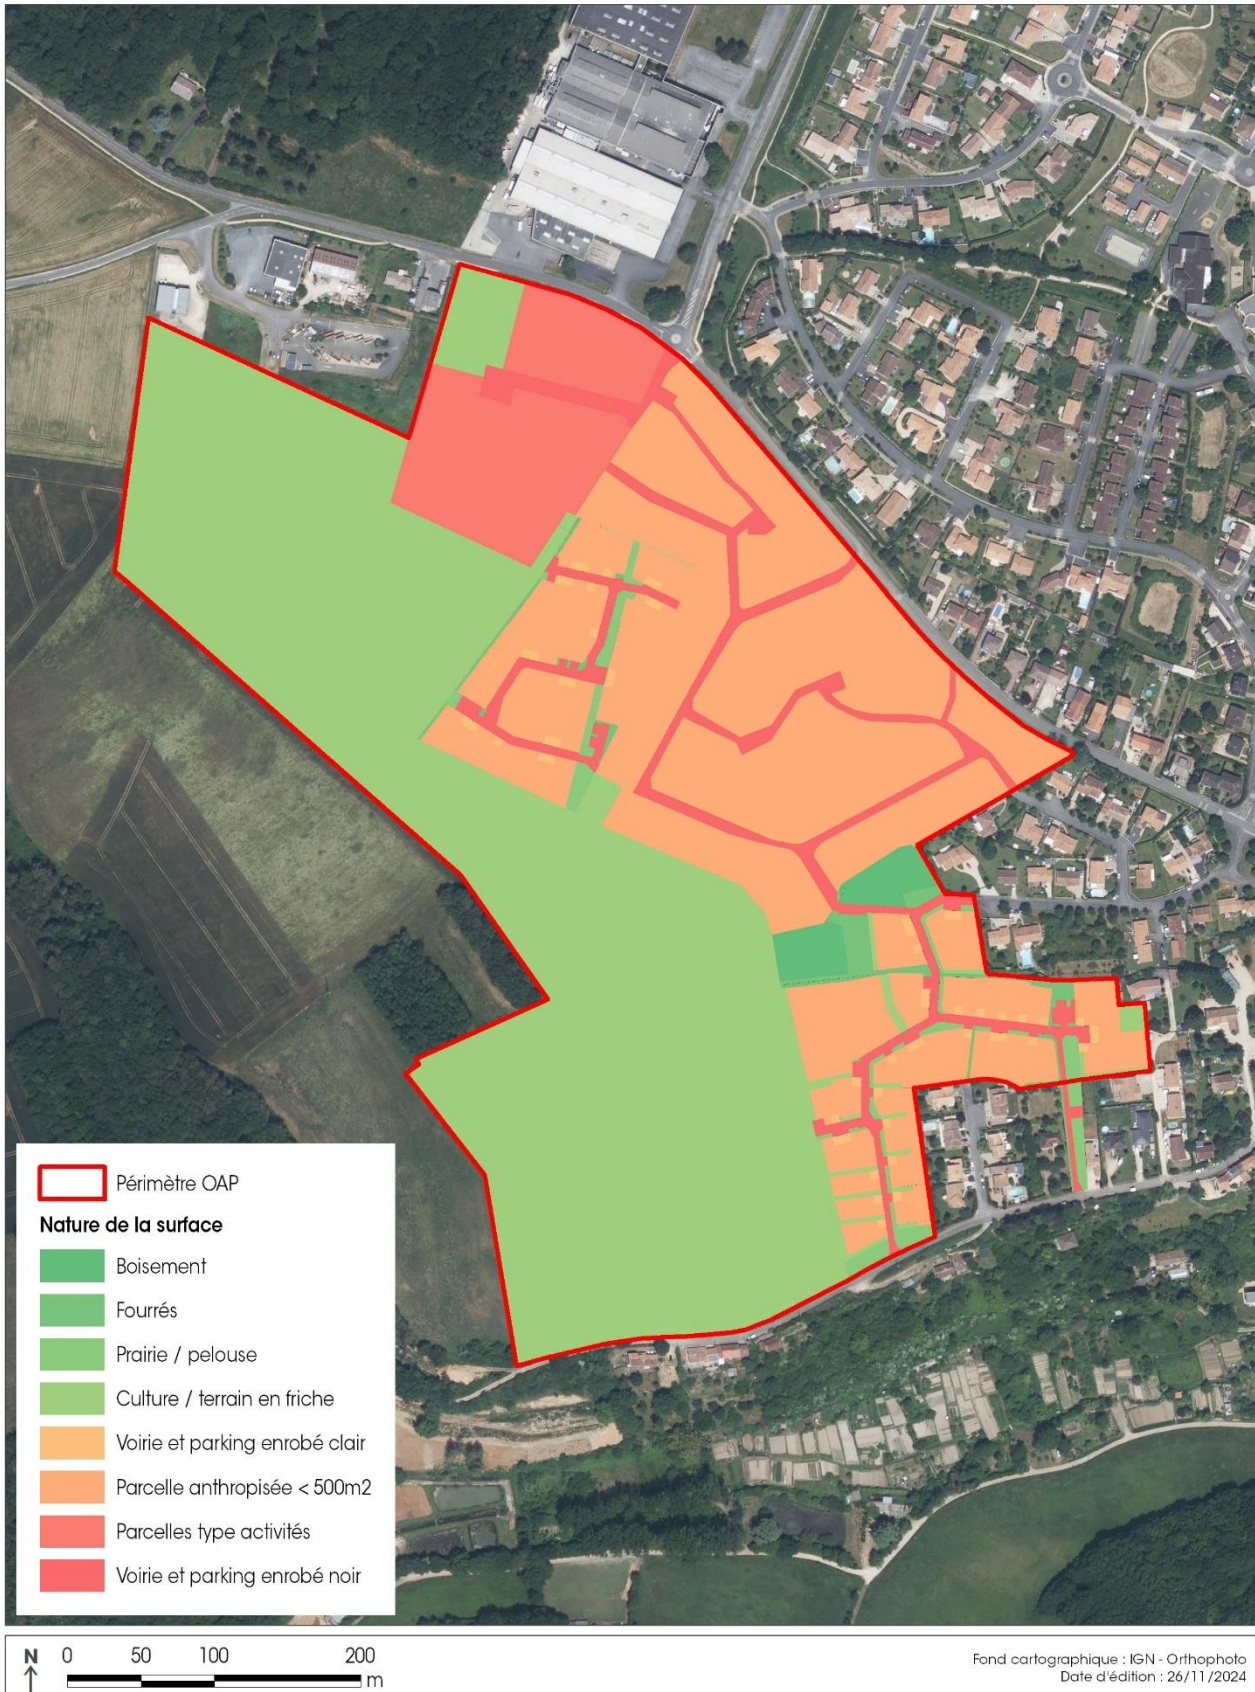 Périmètre OAP
Nature de la surface
Boisement
Fourrés
Prairie / pelouse
Culture / terrain en friche
Voirie et parking enrobé clair
Parcelle anthropisée < 500m2
Parcelles type activités
Voirie et parking enrobé noir
N 0 50 100 200
m
Fond cartographique : IGN - Orthophoto
Date d'édition : 26/11/2024